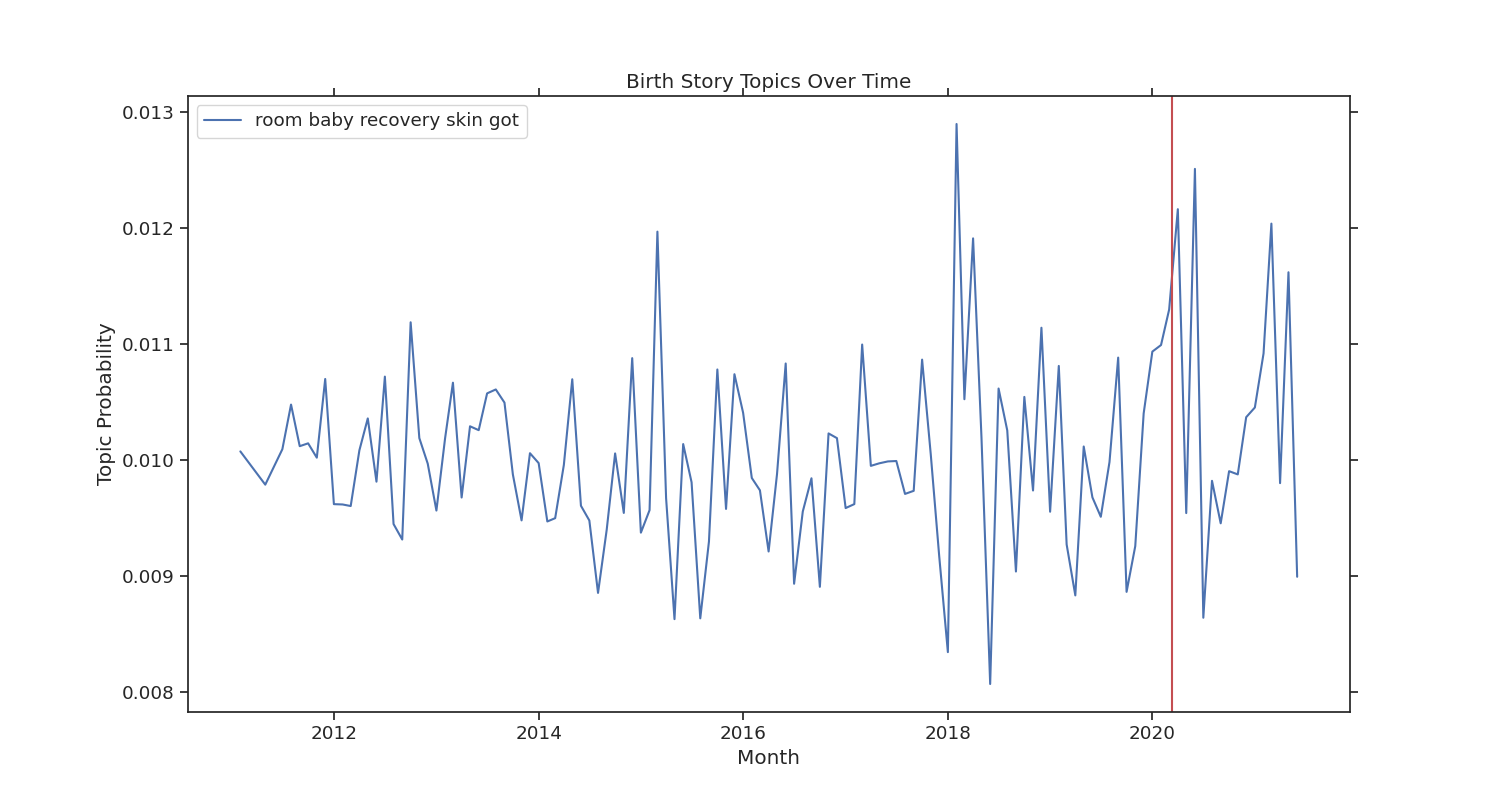 Birth Story Topics Over Time
room baby recovery skin got
0.013
0.012
0.011
0.010
0.009
0.008
Topic Probability
2012 2014 2016 2018 2020
Month